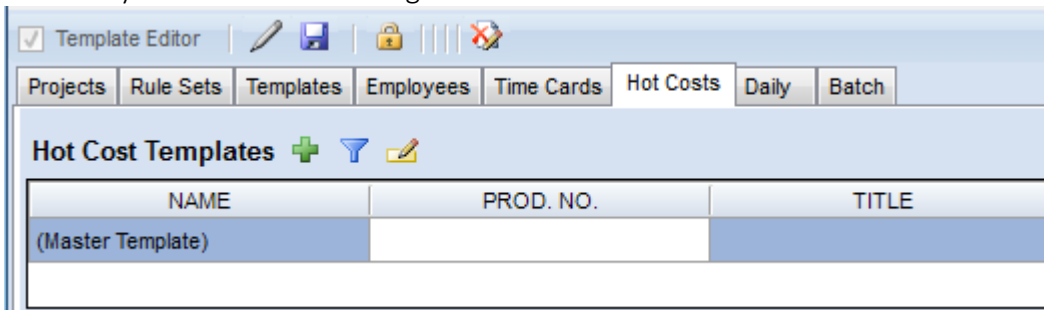 Template Editor
Projects Rule Sets Templates Employees Time Cards Hot Costs Daily Batch
Hot Cost Templates
NAME PROD. NO. TITLE
(Master Template)